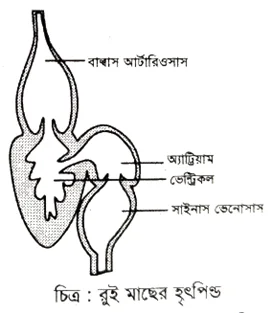 বাল্বাস আর্টারিওসাস
অ্যাট্রিয়াম
ভেন্ট্রিকল
সাইনাস ভেনোসাস
চিত্র : রুই মাছের হৃৎপিণ্ড